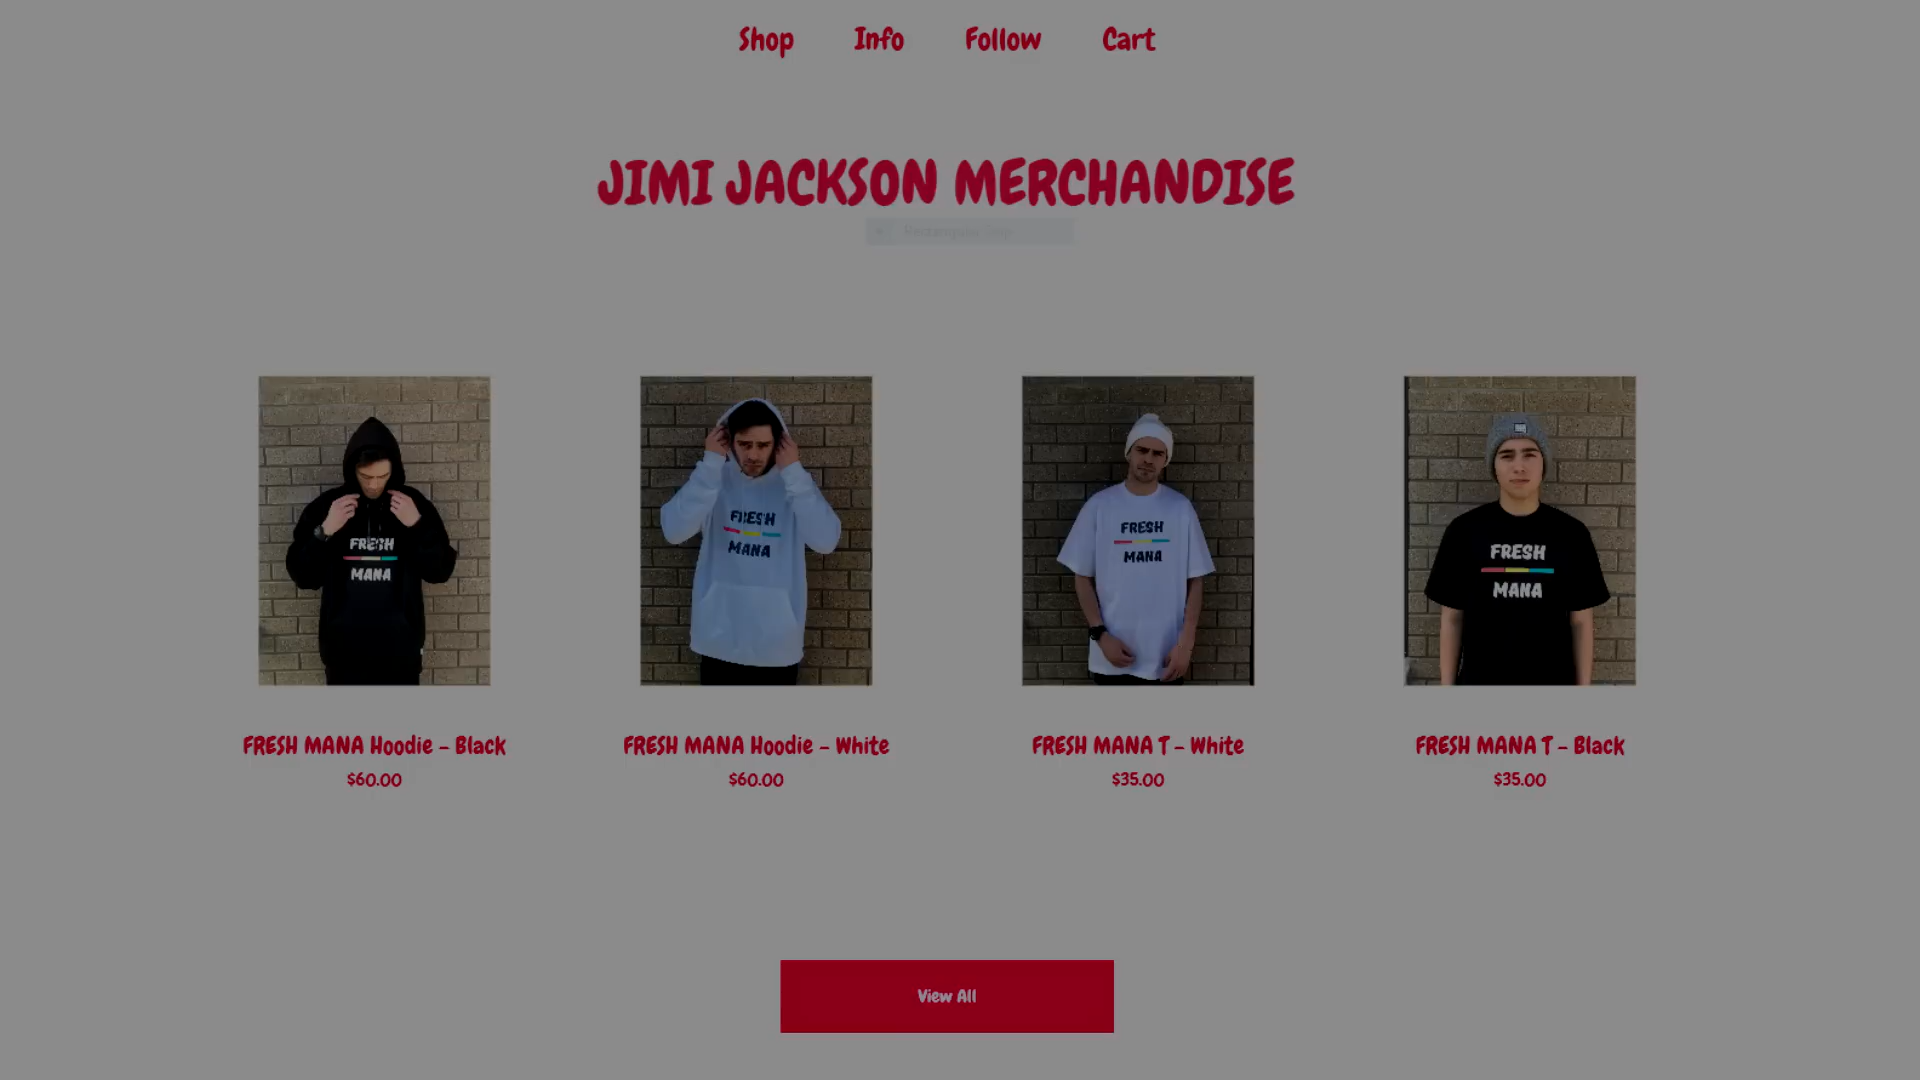 Shop Info Follow Cart
JIMI JACKSON MERCHANDISE
FRESH
MANA
FRESH
MANA
FRESH
MANA
FRESH
MANA
FRESH MANA Hoodie - Black
$60.00
FRESH MANA Hoodie - White
$60.00
FRESH MANA T - White
$35.00
FRESH MANA T - Black
$35.00
View All